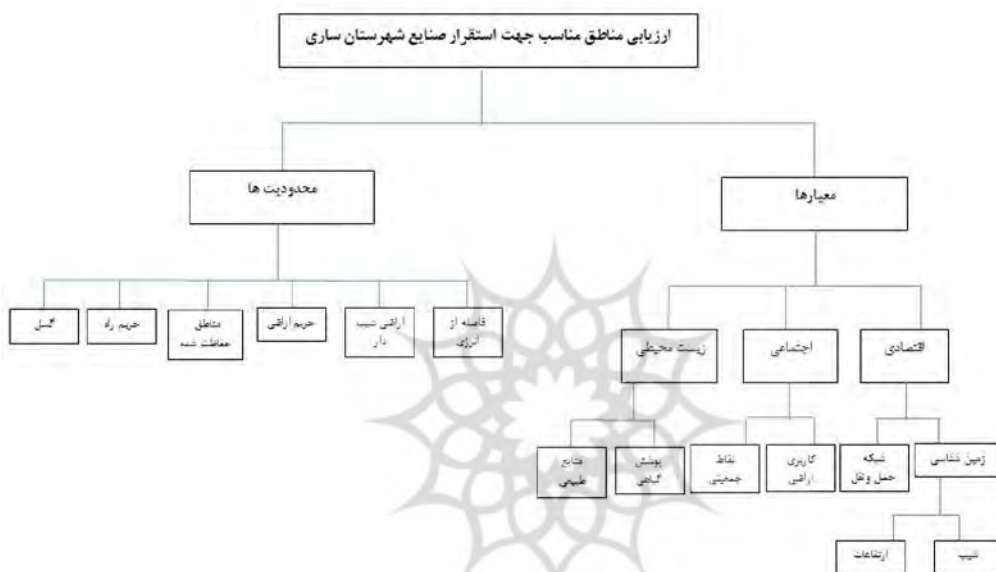 ارزیابی مناطق مناسب جهت استقرار صنایع شهرستان ساری
معیارها
محدودیت ها
اقتصادی
اجتماعی
زیست محیطی
فاصله از
انرژی
اراضی شیب
دار
حریم اراضی
مناطق
حفاظت شده
حریم راه
گسل
زمین شناسی
شبکه
حمل و نقل
کاربری
اراضی
نقاط
جمعیتی
پوشش
گیاهی
منابع
طبیعی
شیب
ارتفاعات